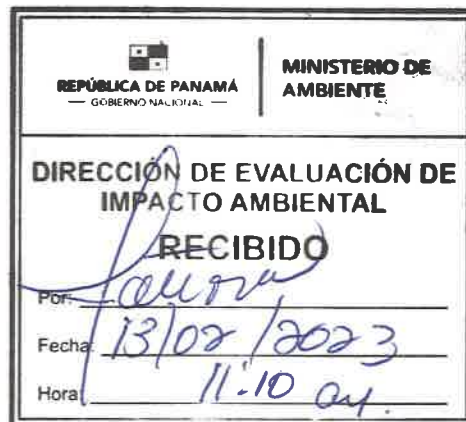 REPÚBLICA DE PANAMÁ
— GOBIERNO NACIONAL —
MINISTERIO DE
AMBIENTE
DIRECCIÓN DE EVALUACIÓN DE
IMPACTO AMBIENTAL
RECIBIDO
Por:
Fecha: 13/02/2023
Hora: 11:10